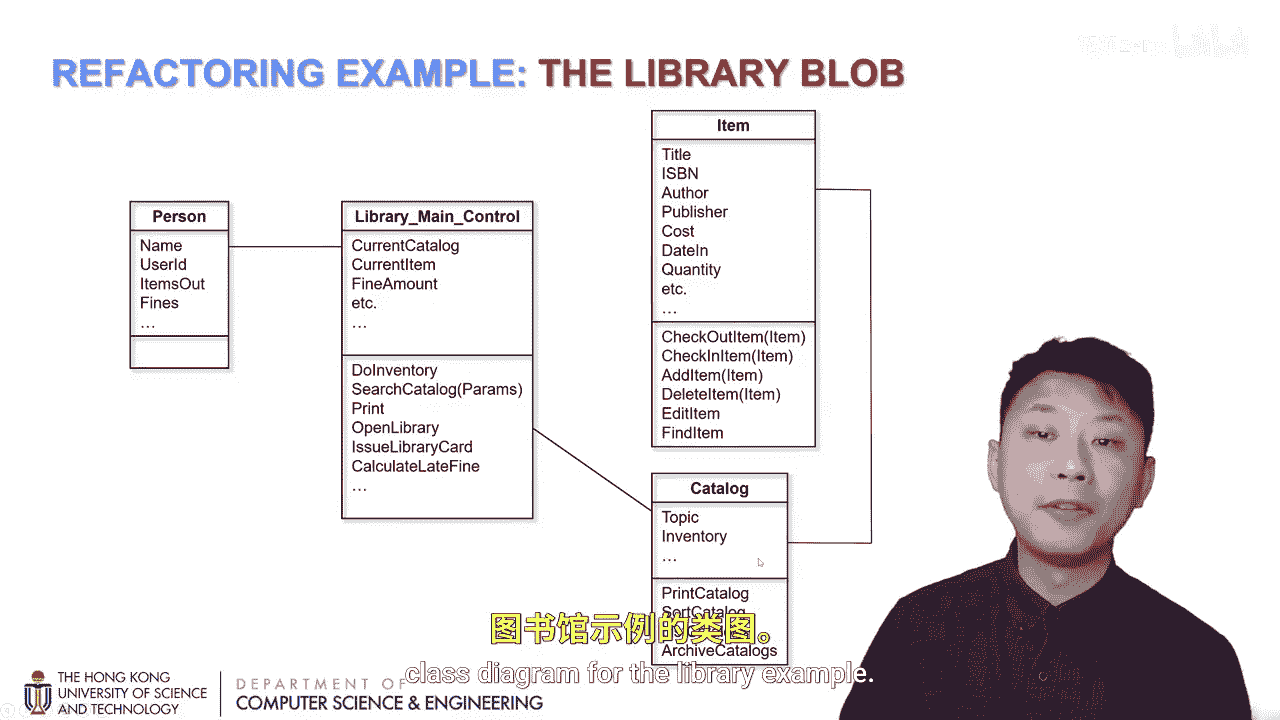 REFACTORING EXAMPLE: THE LIBRARY BLOB
Person
Name
UserId
ItemsOut
Fines
...
Library_Main_Control
CurrentCatalog
CurrentItem
FineAmount
etc.
...
DoInventory
SearchCatalog(Params)
Print
OpenLibrary
IssueLibraryCard
CalculateLateFine
...
Item
Title
ISBN
Author
Publisher
Cost
DateIn
Quantity
etc.
...
CheckOutItem(Item)
CheckInItem(Item)
AddItem(Item)
DeleteItem(Item)
EditItem
FindItem
Catalog
Topic
Inventory
...
PrintCatalog
SortCatalog
ArchiveCatalogs
图书馆示例的类图。
class diagram for the library example.
THE HONG KONG
UNIVERSITY OF SCIENCE
AND TECHNOLOGY
DEPARTMENT OF
COMPUTER SCIENCE & ENGINEERING